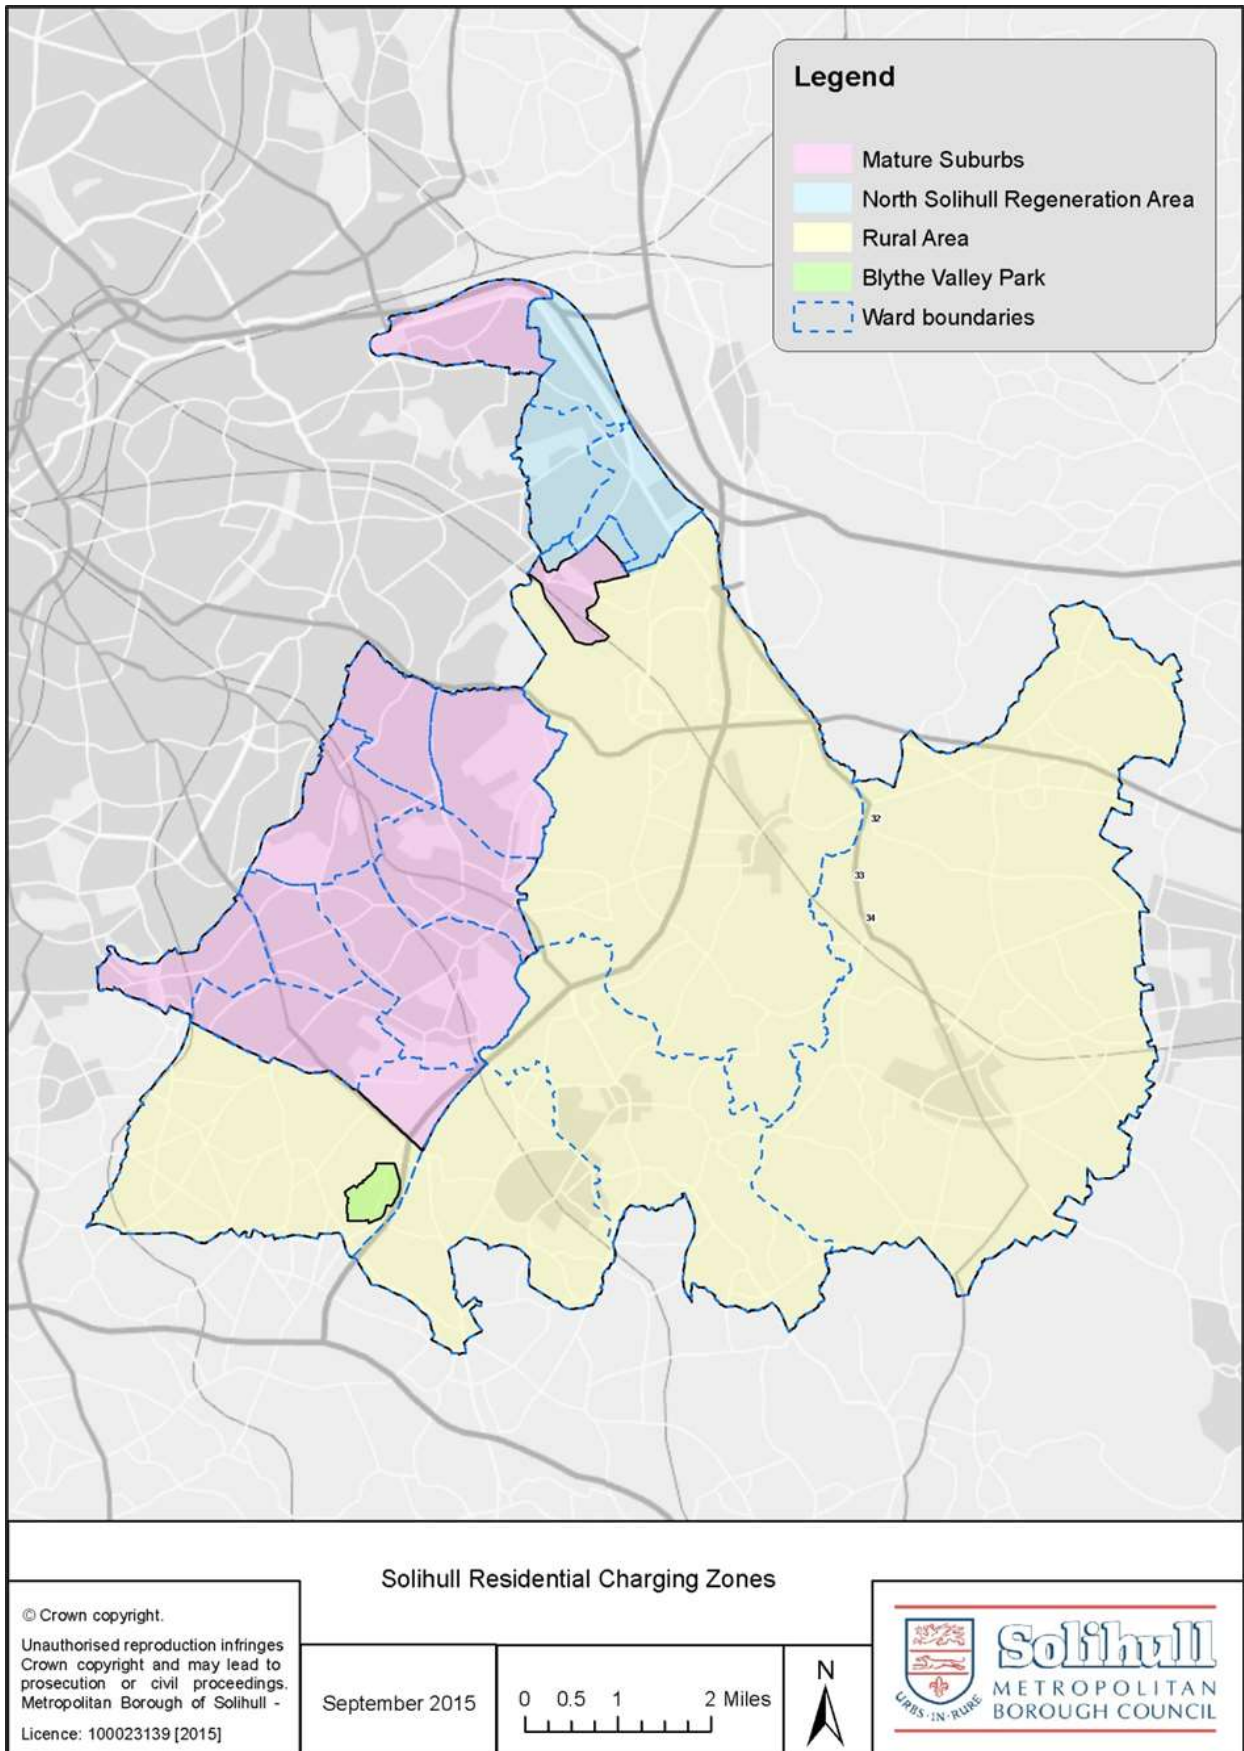 Legend
Mature Suburbs
North Solihull Regeneration Area
Rural Area
Blythe Valley Park
Ward boundaries
32
33
34
Solihull Residential Charging Zones
© Crown copyright.
Unauthorised reproduction infringes
Crown copyright and may lead to
prosecution or civil proceedings.
Metropolitan Borough of Solihull -
Licence: 100023139 [2015]
September 2015
0 0.5 1 2 Miles
N
URBS·IN·RURE
Solihull
METROPOLITAN
BOROUGH COUNCIL